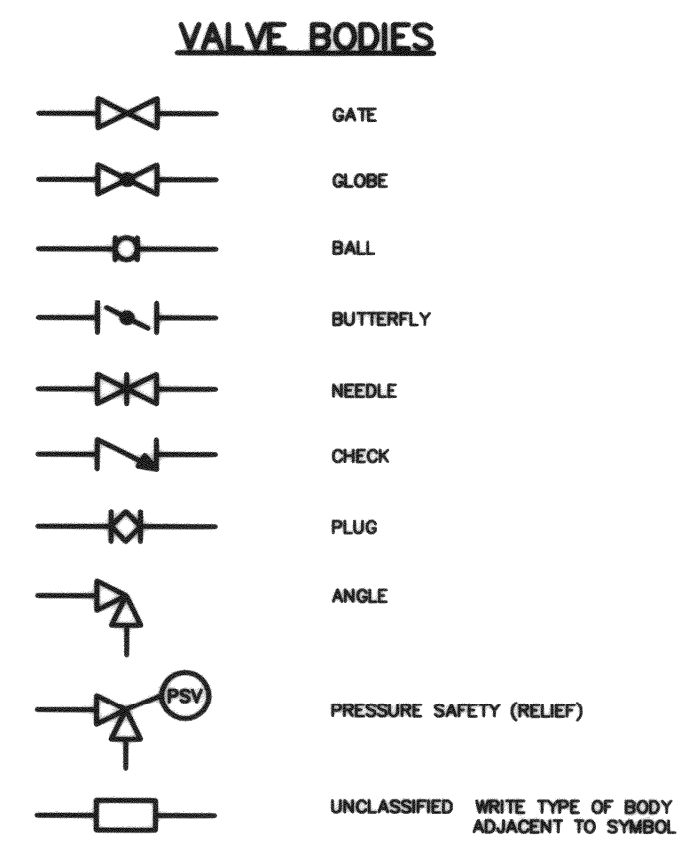 VALVE BODIES
GATE
GLOBE
BALL
BUTTERFLY
NEEDLE
CHECK
PLUG
ANGLE
PSV
PRESSURE SAFETY (RELIEF)
UNCLASSIFIED WRITE TYPE OF BODY
ADJACENT TO SYMBOL